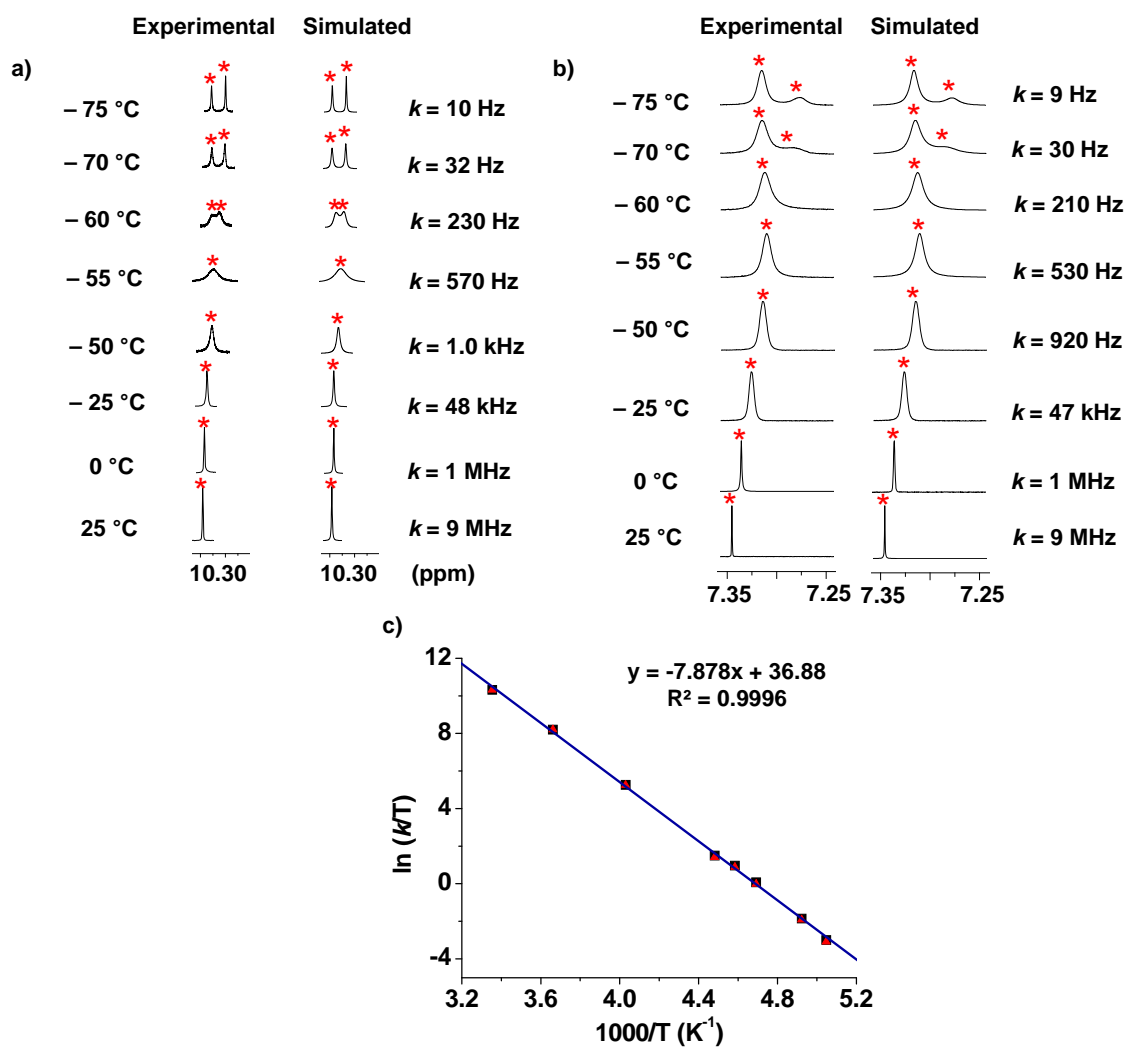 Experimental Simulated
a)
– 75 °C * * * * k = 10 Hz
– 70 °C * * * * k = 32 Hz
– 60 °C ** ** k = 230 Hz
– 55 °C * * k = 570 Hz
– 50 °C * * k = 1.0 kHz
– 25 °C * * k = 48 kHz
0 °C * * k = 1 MHz
25 °C * * k = 9 MHz
10.30 10.30 (ppm)
Experimental Simulated
b)
– 75 °C * * * * k = 9 Hz
– 70 °C * * * * k = 30 Hz
– 60 °C * * k = 210 Hz
– 55 °C * * k = 530 Hz
– 50 °C * * k = 920 Hz
– 25 °C * * k = 47 kHz
0 °C * * k = 1 MHz
25 °C * * k = 9 MHz
7.35 7.25 7.35 7.25
c)
y = -7.878x + 36.88
R² = 0.9996
ln (k/T)
12
8
4
0
-4
3.2 3.6 4.0 4.4 4.8 5.2
1000/T (K⁻¹)